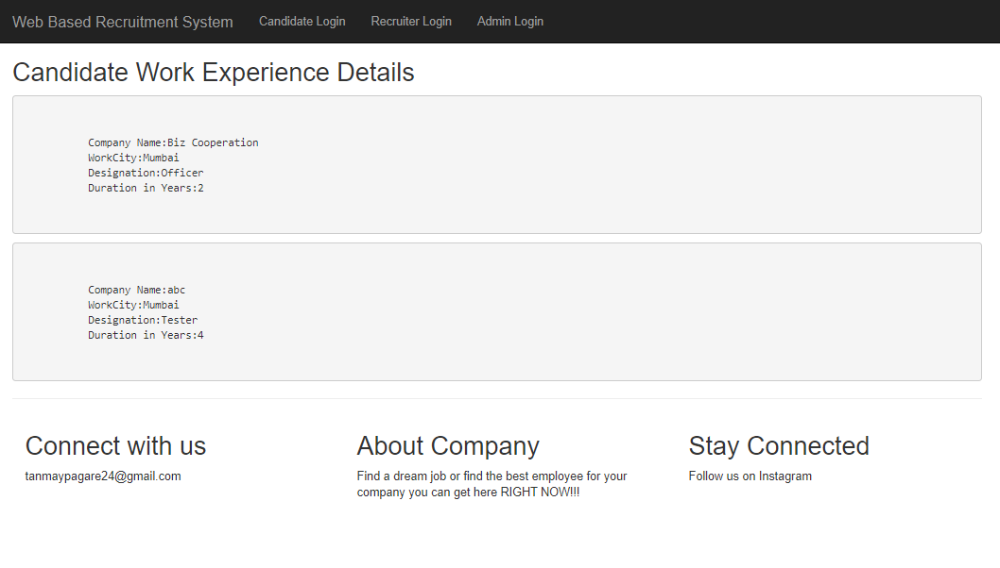 Web Based Recruitment System Candidate Login Recruiter Login Admin Login
Candidate Work Experience Details
Company Name:Biz Cooperation
WorkCity:Mumbai
Designation:Officer
Duration in Years:2
Company Name:abc
WorkCity:Mumbai
Designation:Tester
Duration in Years:4
Connect with us
tanmaypagare24@gmail.com
About Company
Find a dream job or find the best employee for your
company you can get here RIGHT NOW!!!
Stay Connected
Follow us on Instagram